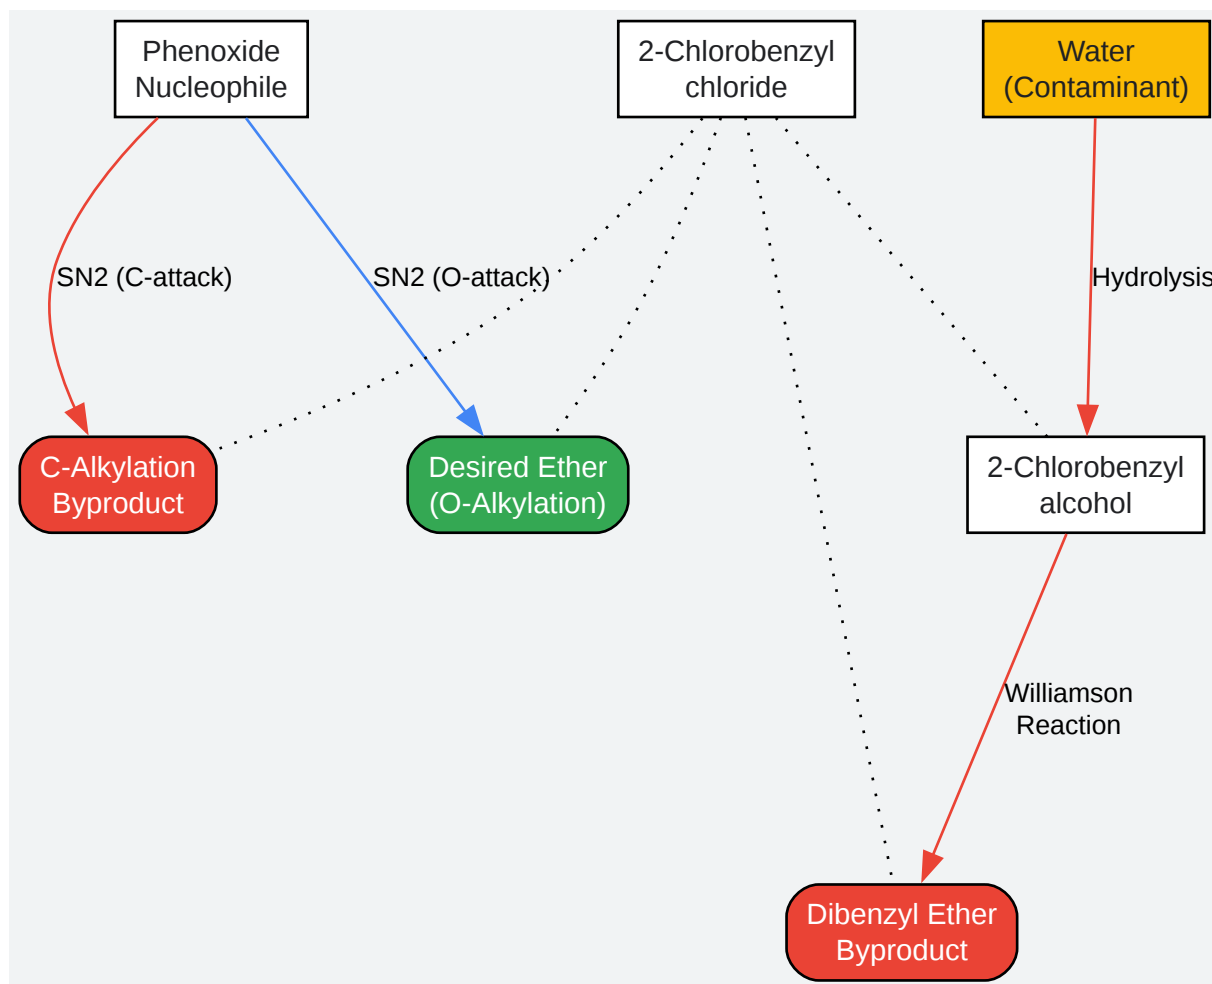 Phenoxide
Nucleophile
2-Chlorobenzyl
chloride
Water
(Contaminant)
SN2 (C-attack)
SN2 (O-attack)
Hydrolysis
C-Alkylation
Byproduct
Desired Ether
(O-Alkylation)
2-Chlorobenzyl
alcohol
Williamson
Reaction
Dibenzyl Ether
Byproduct